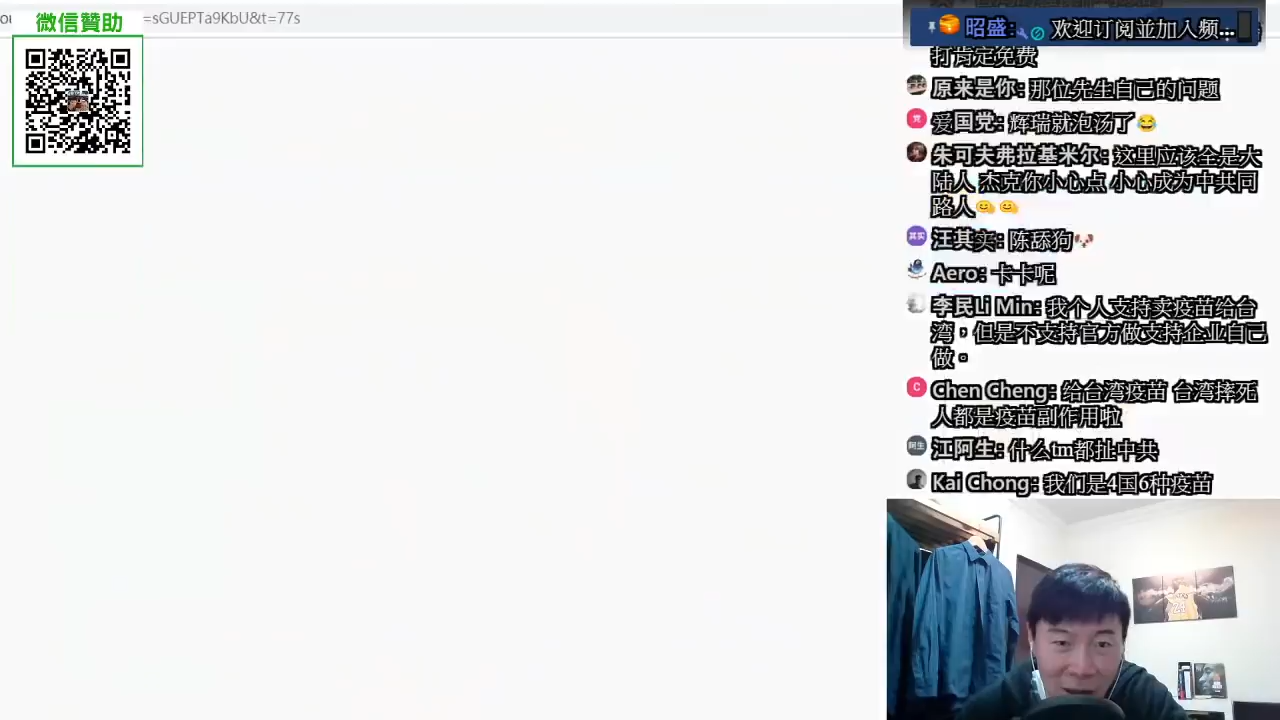 微信贊助
=sGUEPTa9KbU&t=77s
昭盛: 欢迎订阅並加入频...
打肯定免费
原来是你: 那位先生自己的问题
党 爱国党: 辉瑞就泡汤了😂
朱可夫弗拉基米尔: 这里应该全是大
陆人 杰克你小心点 小心成为中共同
路人
其实 汪其实: 陈舔狗🐶
Aero: 卡卡呢
李民Li Min: 我个人支持卖疫苗给台
湾，但是不支持官方做支持企业自己
做。
C Chen Cheng: 给台湾疫苗 台湾摔死
人都是疫苗副作用啦
阿生 江阿生: 什么tm都扯中共
Kai Chong: 我们是4国6种疫苗